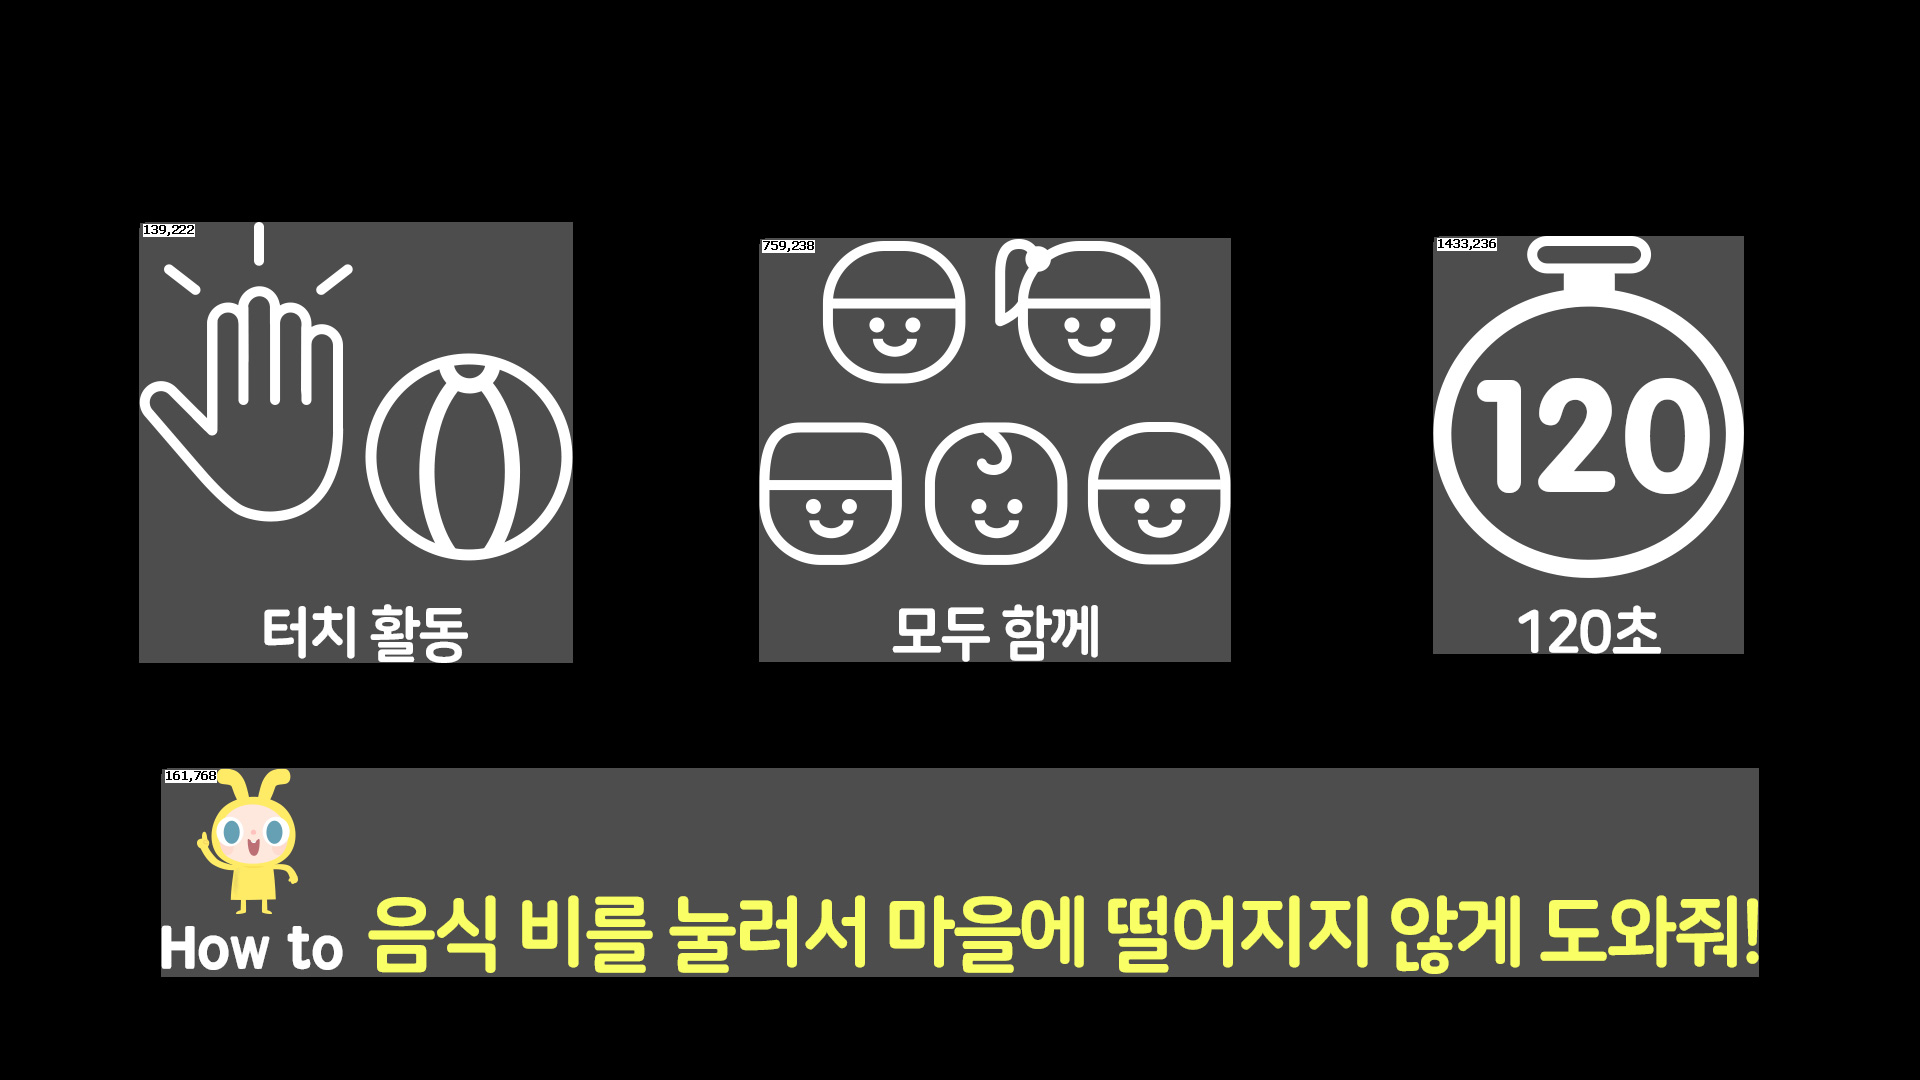 139,222
759,238
1433,236
120
터치 활동
모두 함께
120초
161,768
How to 음식 비를 눌러서 마을에 떨어지지 않게 도와줘!